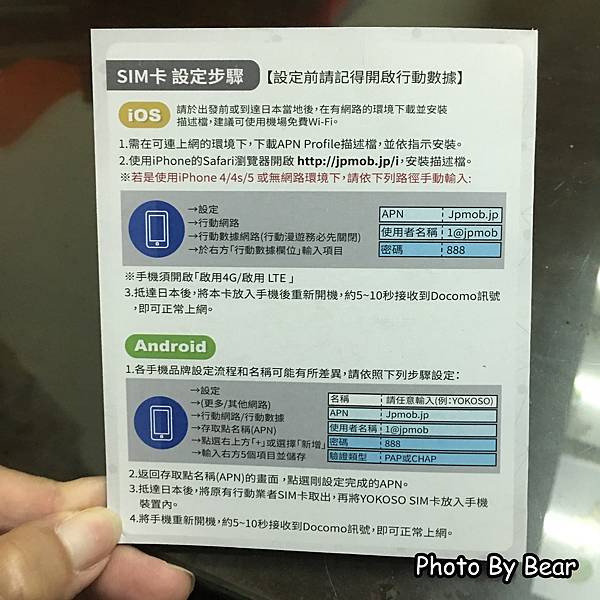 SIM卡 設定步驟 【設定前請記得開啟行動數據】
iOS
請於出發前或到達日本當地後,在有網路的環境下載並安裝
描述檔,建議可使用機場免費Wi-Fi。
1.需在可連上網的環境下,下載APN Profile描述檔,並依指示安裝。
2.使用iPhone的Safari瀏覽器開啟 http://jpmob.jp/i,安裝描述檔。
※若是使用iPhone 4/4s/5 或無網路環境下,請依下列路徑手動輸入:
→設定
→行動網路
→行動數據網路(行動漫遊務必先關閉)
→於右方「行動數據欄位」輸入項目
APN Jpmob.jp
使用者名稱 1@jpmob
密碼 888
※手機須開啟「啟用4G/啟用 LTE 」
3.抵達日本後,將本卡放入手機後重新開機,約5~10秒接收到Docomo訊號
,即可正常上網。
Android
1.各手機品牌設定流程和名稱可能有所差異,請依照下列步驟設定:
→設定
→(更多/其他網路)
→行動網路/行動數據
→存取點名稱(APN)
→點選右上方「+」或選擇「新增」
→輸入右方5個項目並儲存
名稱 請任意輸入(例:YOKOSO)
APN Jpmob.jp
使用者名稱 1@jpmob
密碼 888
驗證類型 PAP或CHAP
2.返回存取點名稱(APN)的畫面,點選剛設定完成的APN。
3.抵達日本後,將原有行動業者SIM卡取出,再將YOKOSO SIM卡放入手機
裝置內。
4.將手機重新開機,約5~10秒接收到Docomo訊號,即可正常上網。
Photo By Bear